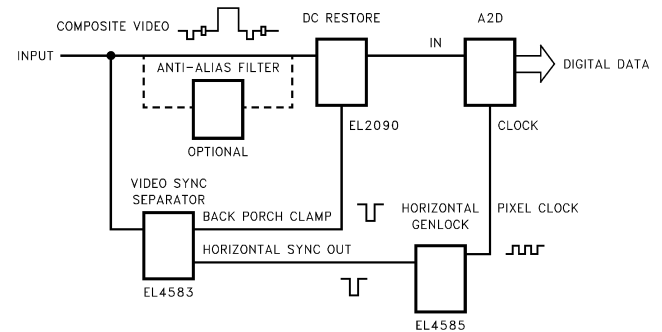 COMPOSITE VIDEO
DC RESTORE
A2D
INPUT
IN
ANTI-ALIAS FILTER
DIGITAL DATA
EL2090
CLOCK
OPTIONAL
VIDEO SYNC
SEPARATOR
BACK PORCH CLAMP
HORIZONTAL
GENLOCK
PIXEL CLOCK
HORIZONTAL SYNC OUT
EL4583
EL4585